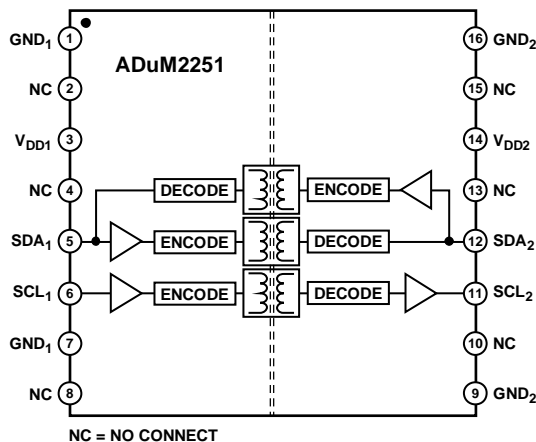 ADuM2251
GND1 1
NC 2
VDD1 3
NC 4
SDA1 5
SCL1 6
GND1 7
NC 8
16 GND2
15 NC
14 VDD2
13 NC
12 SDA2
11 SCL2
10 NC
9 GND2
DECODE ENCODE
ENCODE DECODE
ENCODE DECODE
NC = NO CONNECT